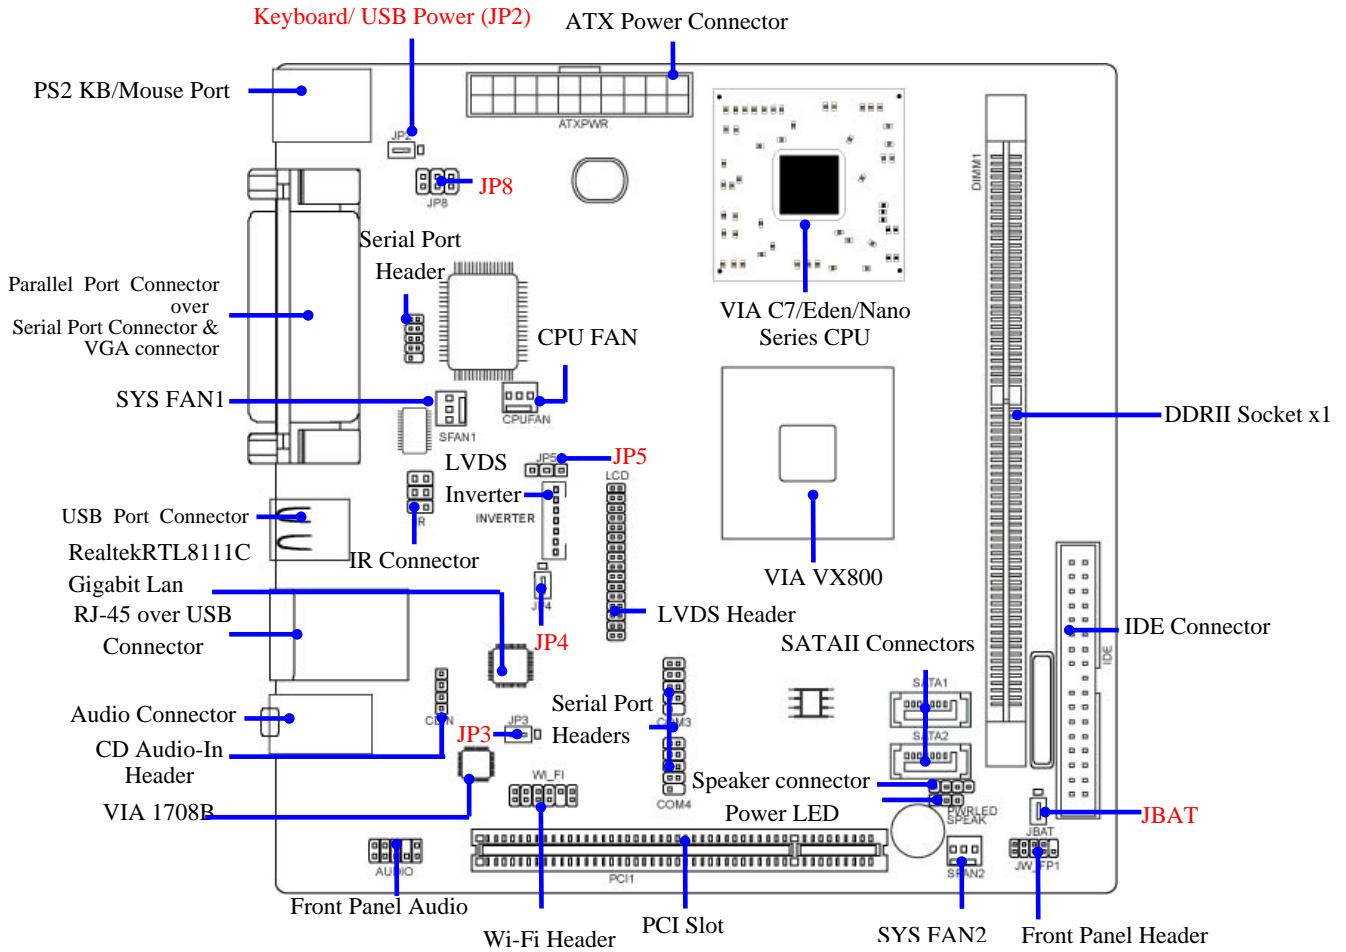 Keyboard/ USB Power (JP2)
ATX Power Connector
PS2 KB/Mouse Port
ATXPWR
JP2
JP8
JP8
DIMM1
Serial Port
Header
Parallel Port Connector
over
Serial Port Connector &
VGA connector
VIA C7/Eden/Nano
Series CPU
CPU FAN
SYS FAN1
CPUFAN
SFAN1
DDRII Socket x1
LVDS
Inverter
JP5
JP5
LCD
INVERTER
USB Port Connector
IR Connector
RealtekRTL8111C
Gigabit Lan
VIA VX800
JP4
JP4
LVDS Header
RJ-45 over USB
Connector
SATAII Connectors
IDE Connector
IDE
SATA1
Serial Port
Headers
COM3
Audio Connector
CD Audio-In
Header
JP3
JP3
SATA2
VIA 1708B
WI_FI
COM4
Speaker connector
Power LED
PWRLED
SPEAK
JBAT
JBAT
AUDIO
PCI1
SFAN2
JW_FP1
Front Panel Audio
Wi-Fi Header
PCI Slot
SYS FAN2
Front Panel Header